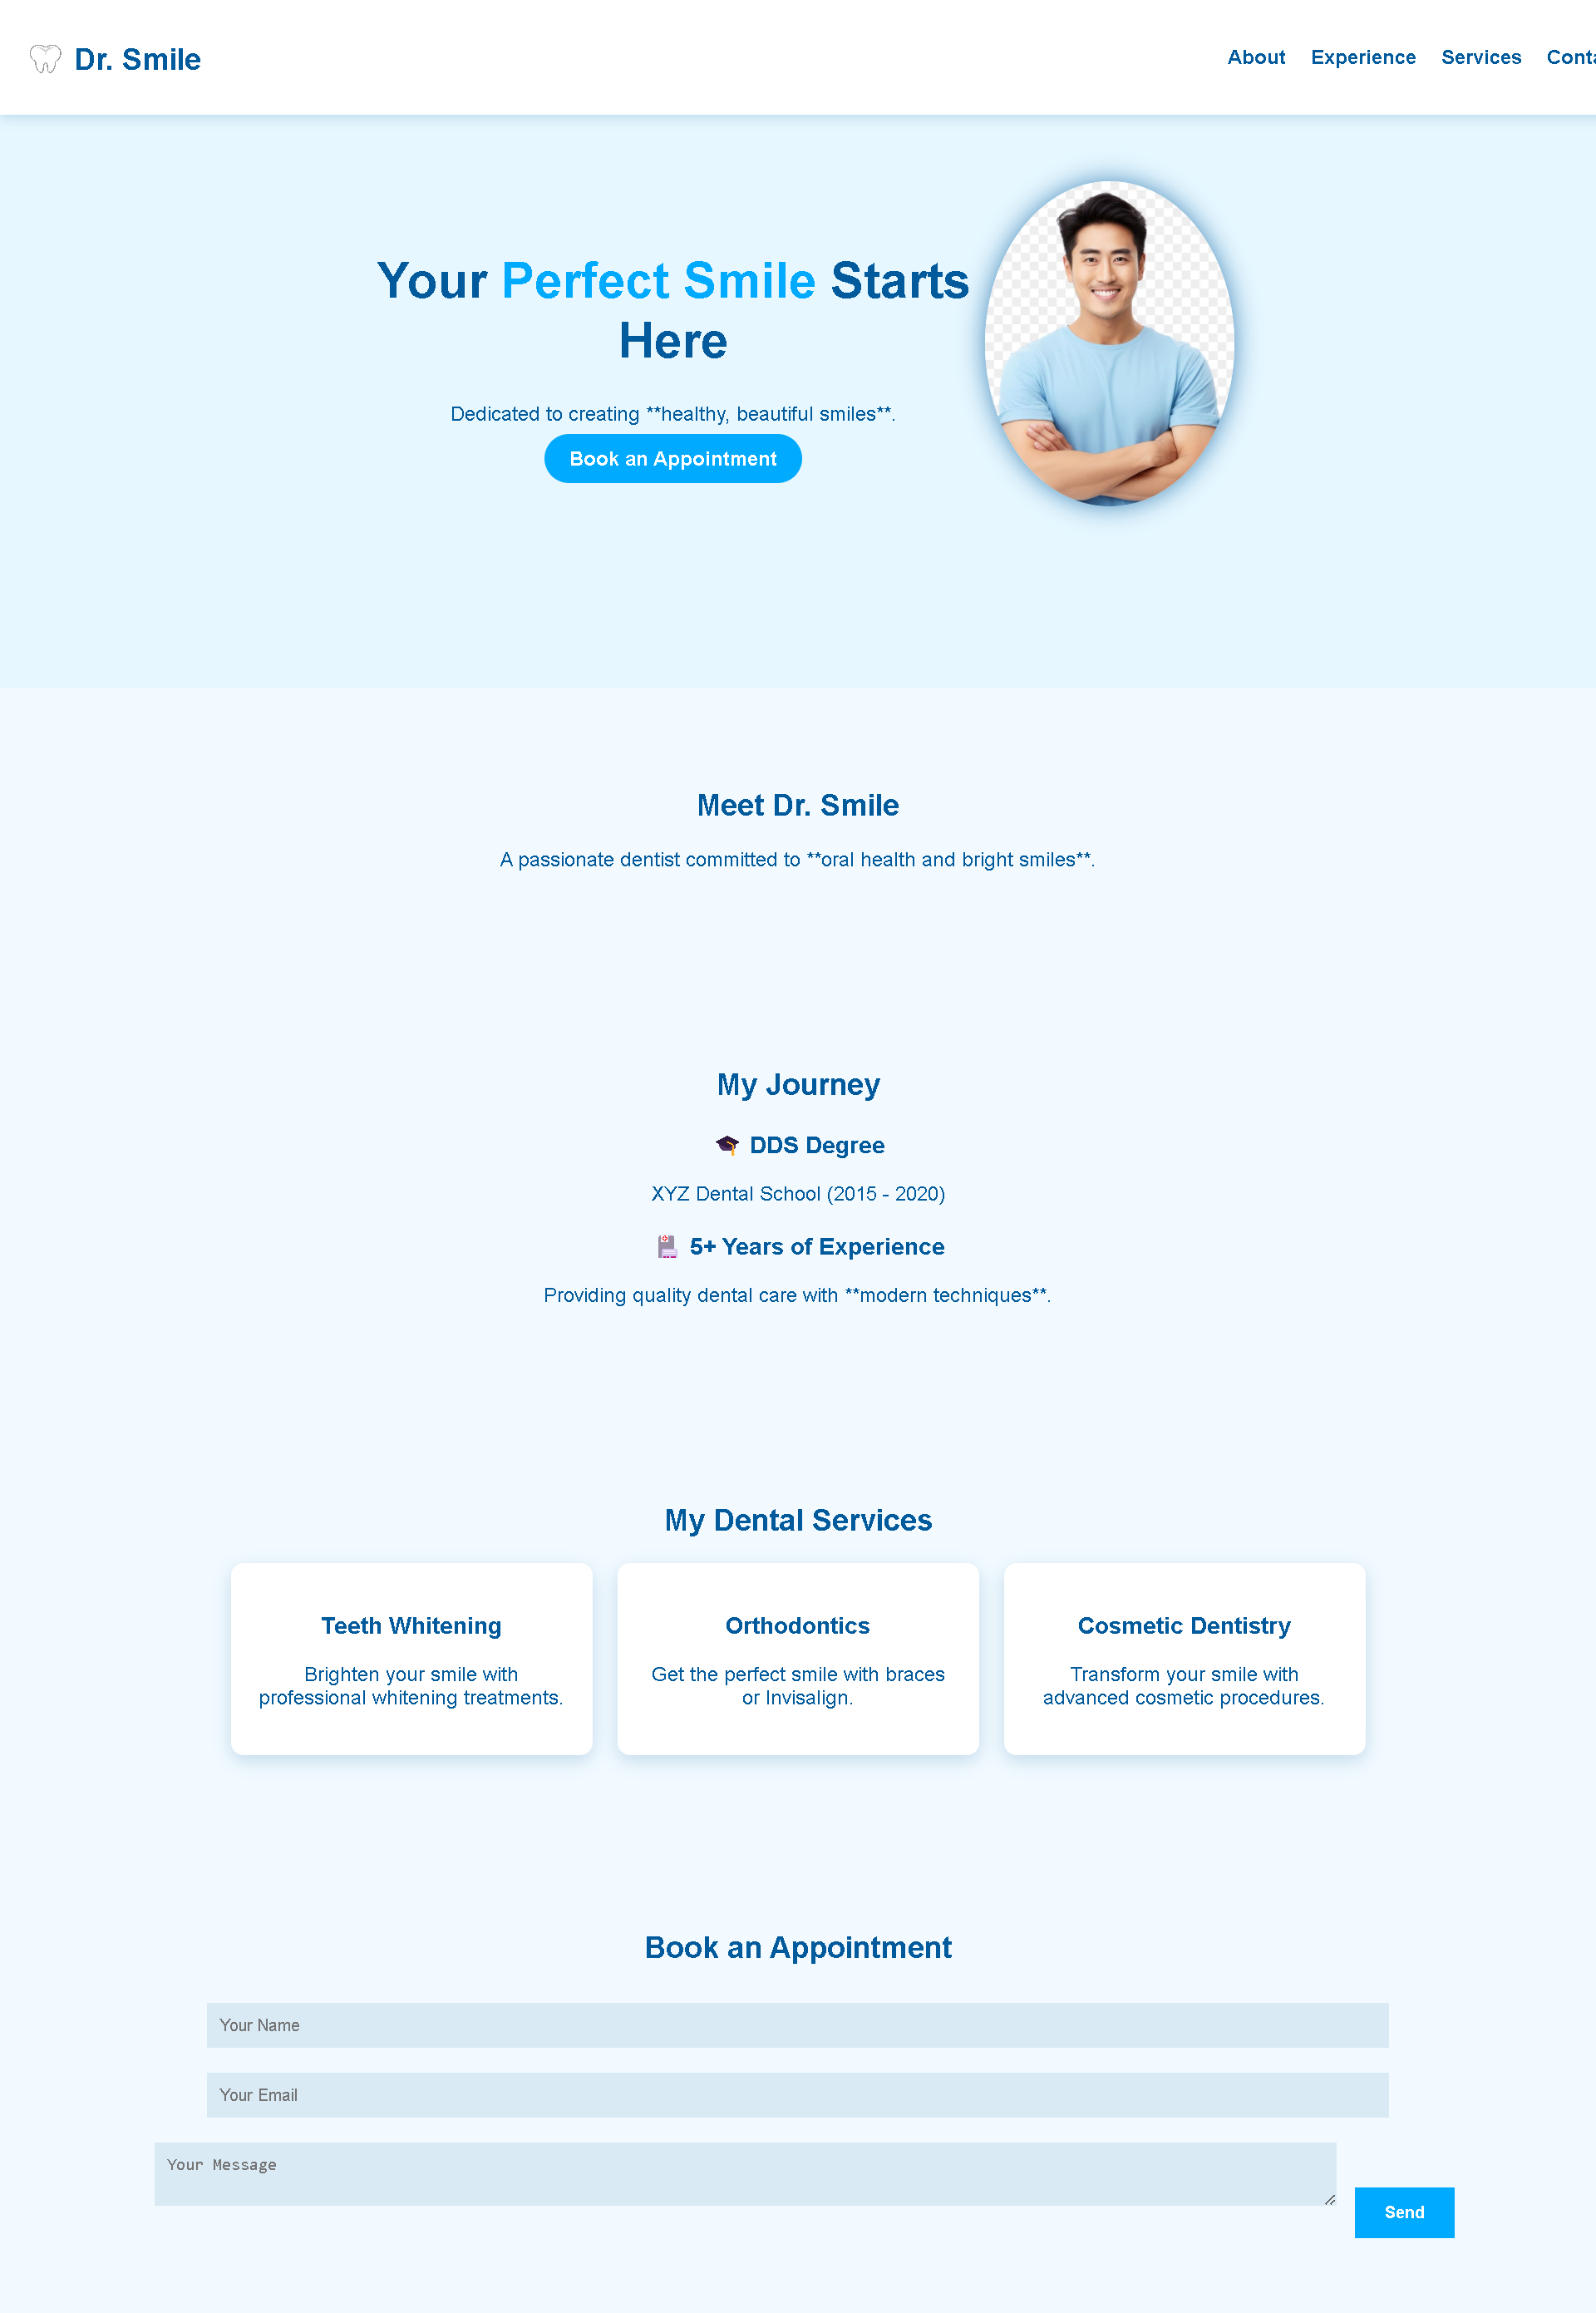 Dr. Smile
About Experience Services Conta
Your Perfect Smile Starts
Here
Dedicated to creating **healthy, beautiful smiles**.
Book an Appointment
Meet Dr. Smile
A passionate dentist committed to **oral health and bright smiles**.
My Journey
🎓 DDS Degree
XYZ Dental School (2015 - 2020)
5+ Years of Experience
Providing quality dental care with **modern techniques**.
My Dental Services
Teeth Whitening
Brighten your smile with
professional whitening treatments.
Orthodontics
Get the perfect smile with braces
or Invisalign.
Cosmetic Dentistry
Transform your smile with
advanced cosmetic procedures.
Book an Appointment
Your Name
Your Email
Your Message
Send